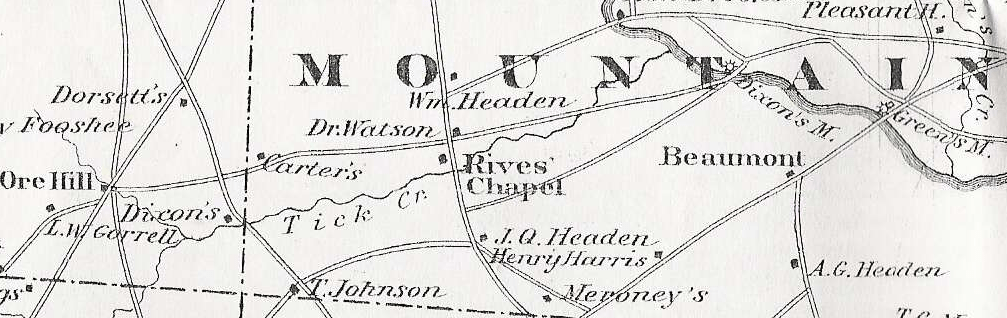 Pleasant H.
MOUNTAIN
Dorsett's
Wm. Headen
Dixon's M.
Cr.
Fooshee
Dr. Watson
Green's M.
Carter's
Rives'
Chapel
Beaumont
Ore Hill
Tick Cr.
Dixon's
L.W. Gorrell
J.Q. Headen
Henry Harris
A.G. Headen
T. Johnson
Meroney's